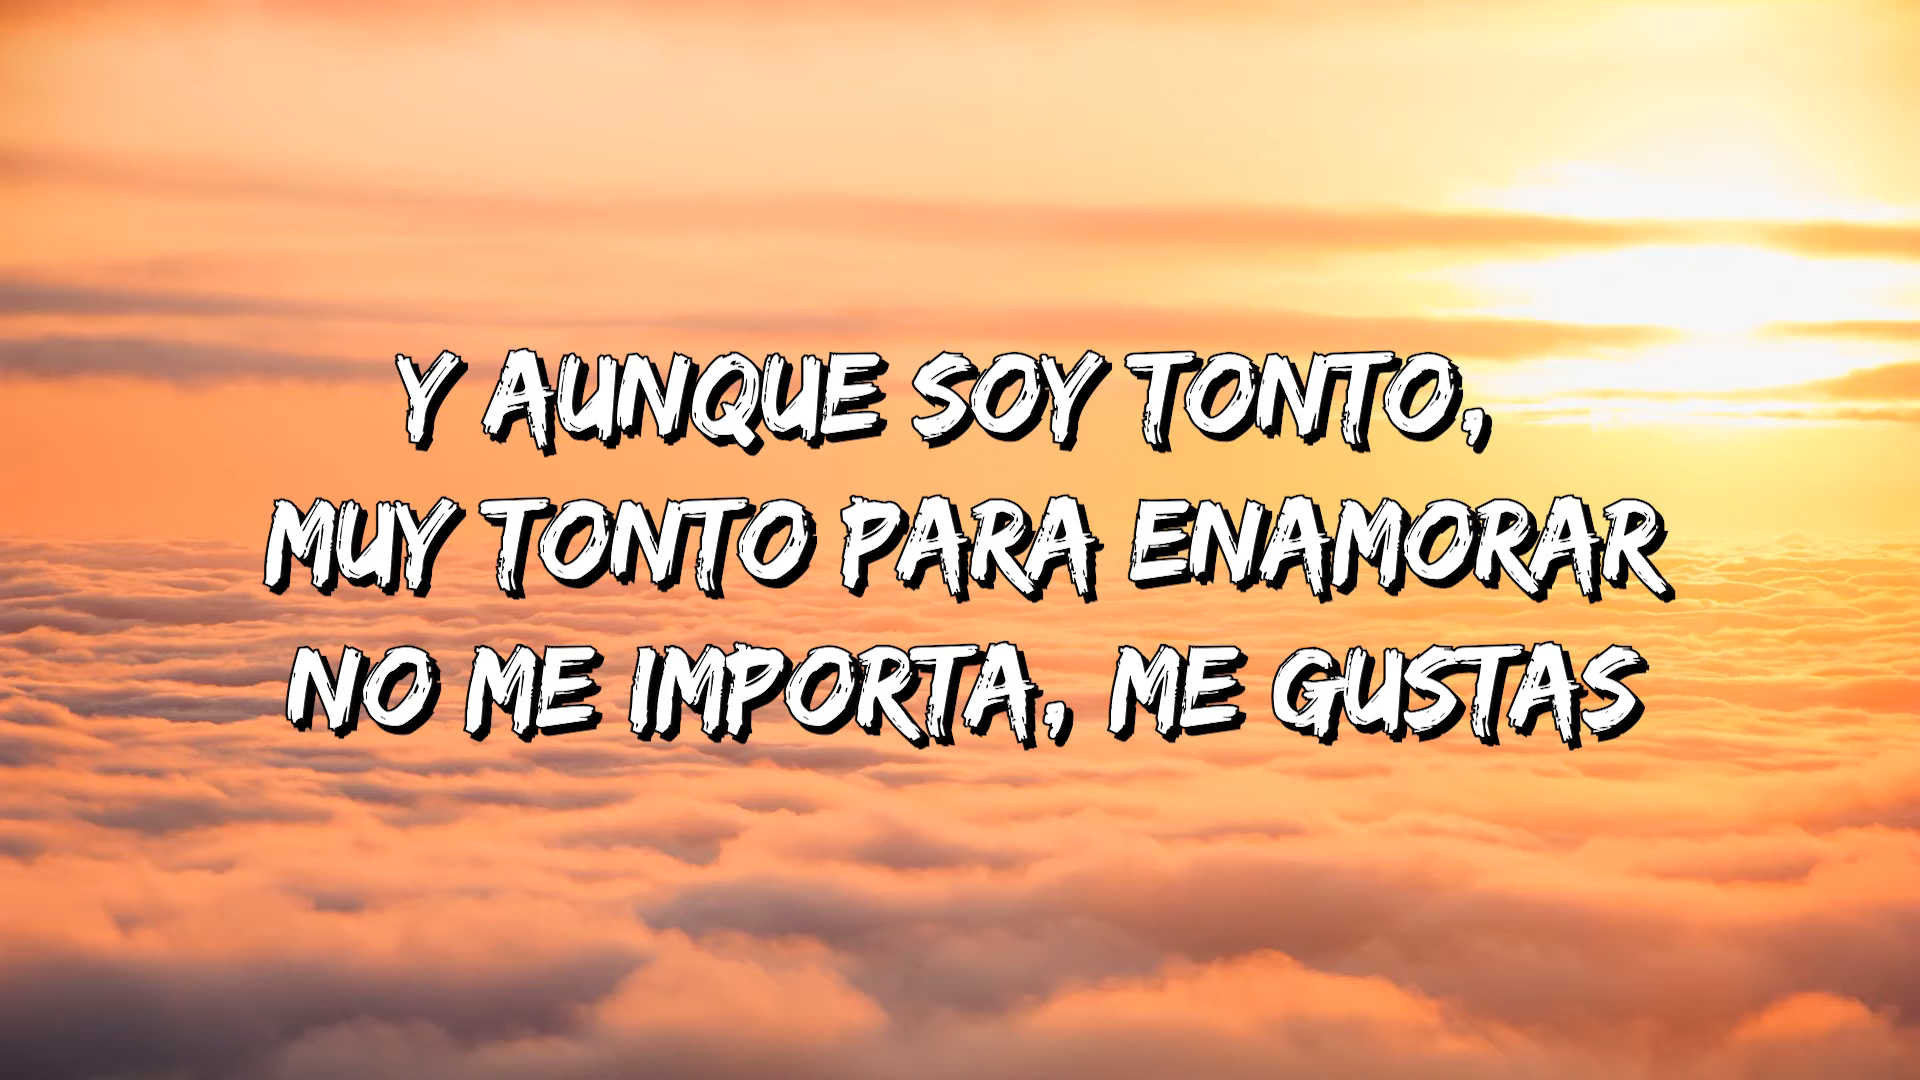 Y AUNQUE SOY TONTO,
MUY TONTO PARA ENAMORAR
NO ME IMPORTA, ME GUSTAS